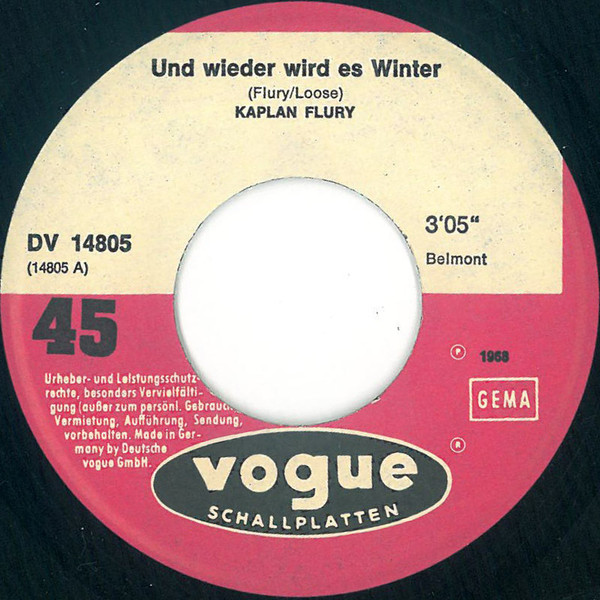 Und wieder wird es Winter
(Flury/Loose)
KAPLAN FLURY
DV 14805
(14805 A)
3'05“
Belmont
45
Ⓟ 1968
Urheber- und Leistungsschutz-
rechte, besonders Vervielfälti-
gung (außer zum persönl. Gebrauch)
Vermietung, Aufführung, Sendung,
vorbehalten. Made in Ger-
many by Deutsche
vogue GmbH.
GEMA
®
vogue
SCHALLPLATTEN